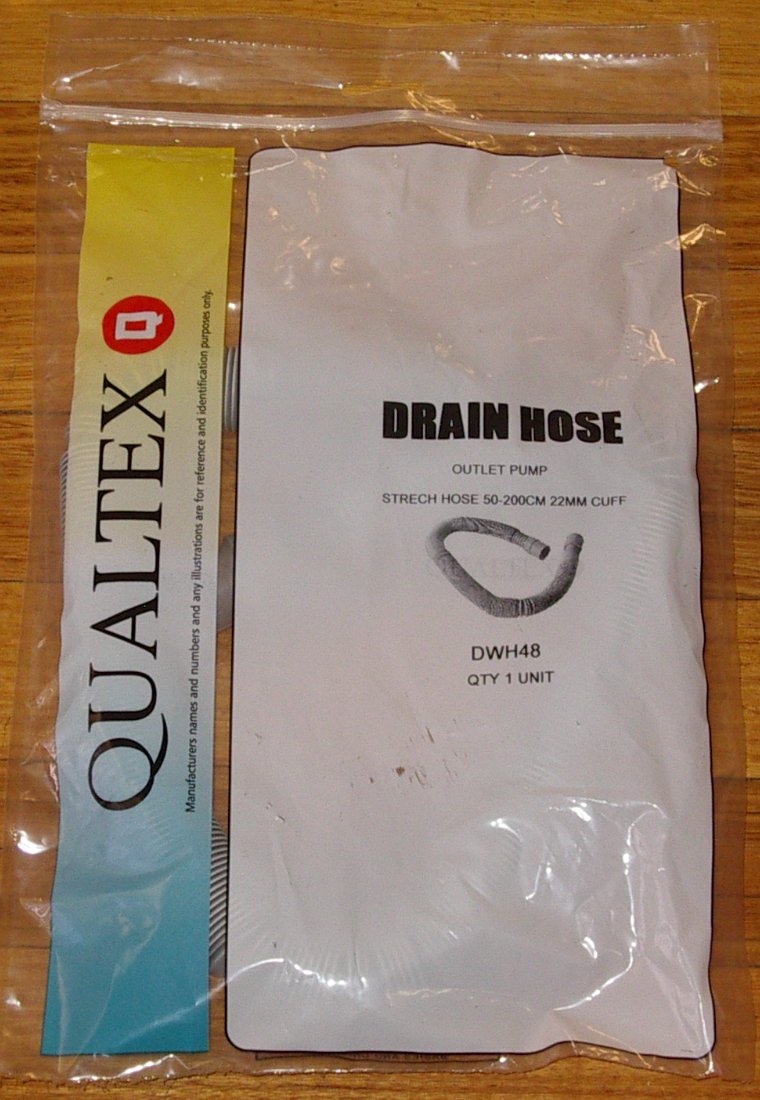 QUALTEX Q
Manufacturers names and numbers and any illustrations are for reference and identification purposes only.
DRAIN HOSE
OUTLET PUMP
STRECH HOSE 50-200CM 22MM CUFF
DWH48
QTY 1 UNIT